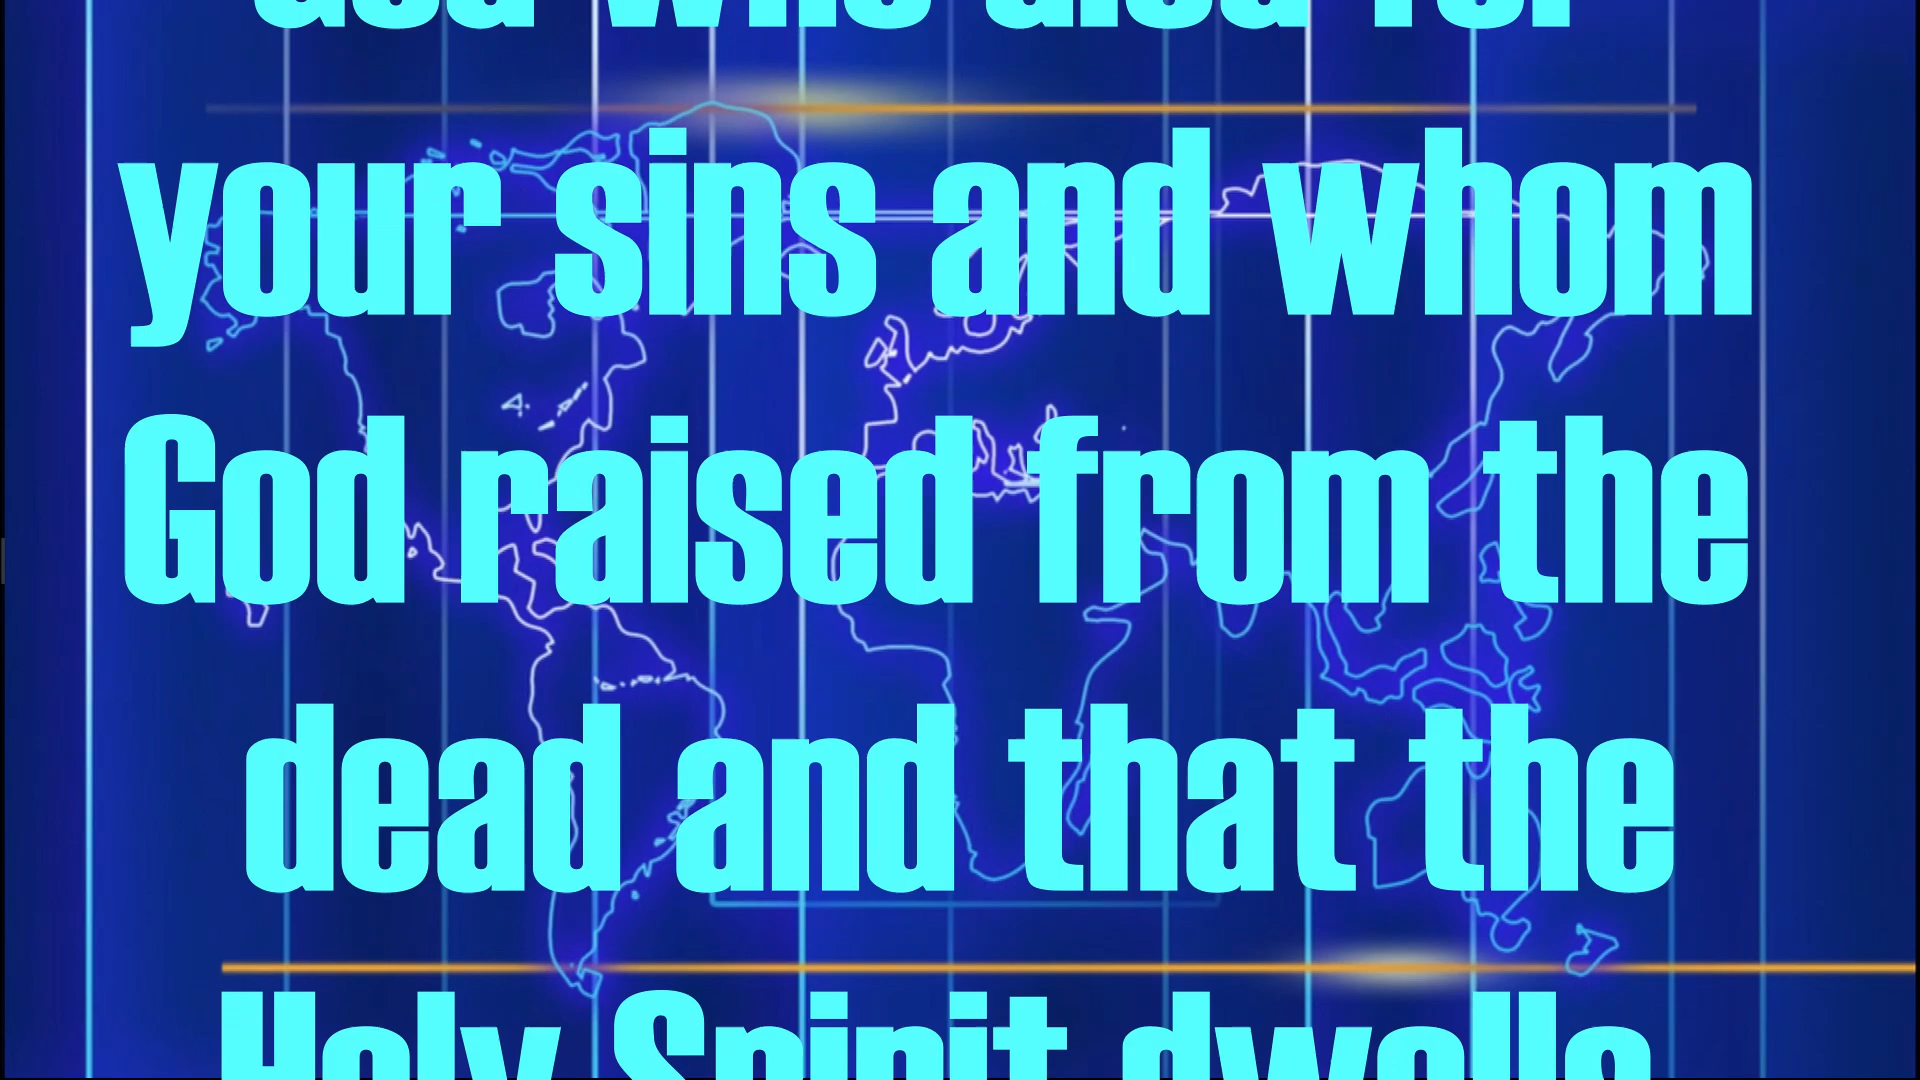 God who died for
your sins and whom
God raised from the
dead and that the
Holy Spirit dwells